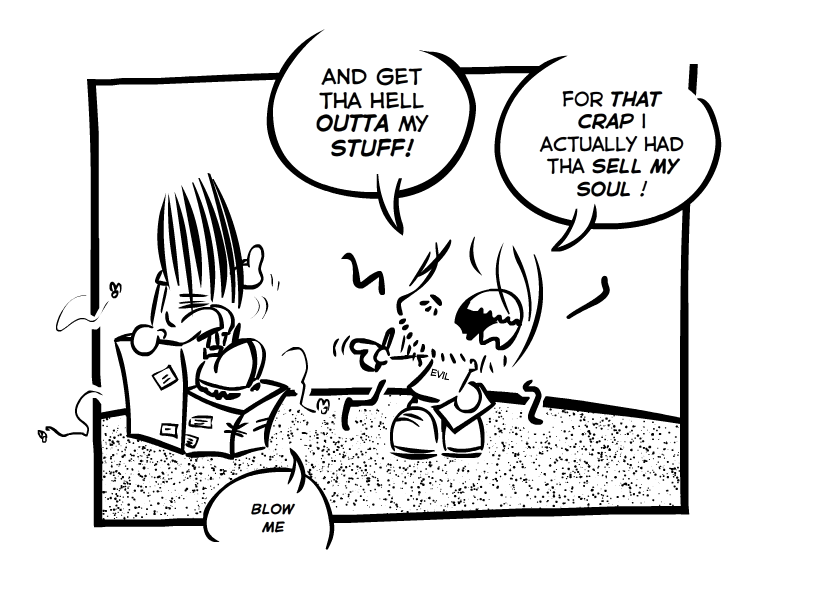 AND GET
THA HELL
OUTTA MY
STUFF!
FOR THAT
CRAP I
ACTUALLY HAD
THA SELL MY
SOUL !
EVIL
BLOW
ME